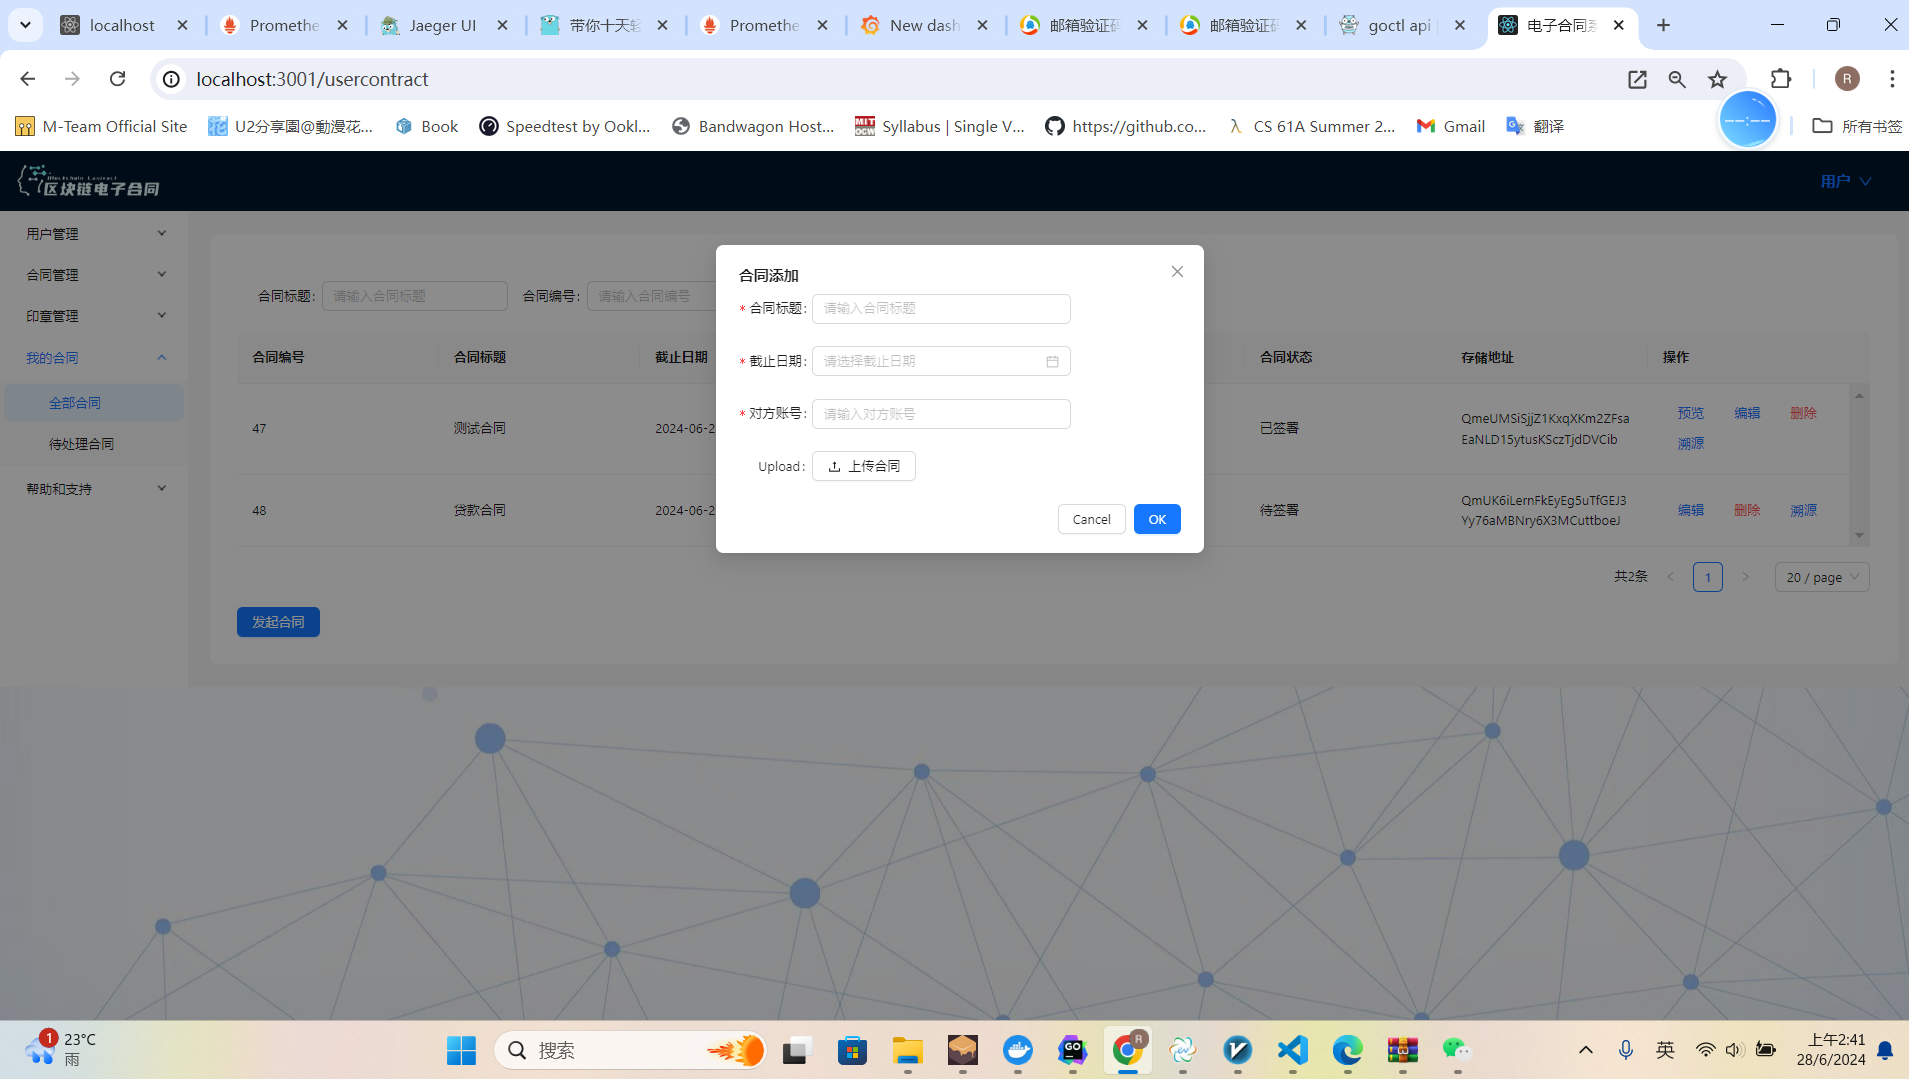 localhost
Promethe
Jaeger UI
带你十天轻
Promethe
New dash
邮箱验证码
邮箱验证码
goctl api
电子合同系
localhost:3001/usercontract
R
M-Team Official Site
U2分享園@動漫花...
Book
Speedtest by Ookl...
Bandwagon Host...
Syllabus | Single V...
https://github.co...
CS 61A Summer 2...
Gmail
翻译
所有书签
Blockchain Contract
区块链电子合同
用户
用户管理
合同管理
印章管理
我的合同
全部合同
待处理合同
帮助和支持
合同标题: 请输入合同标题 合同编号: 请输入合同编号
合同编号 合同标题 截止日期 合同状态 存储地址 操作
47 测试合同 2024-06-2 已签署 QmeUMSiSjjZ1KxqXKm2ZFsa
EaNLD15ytusKSczTjdDVCib
预览 编辑 删除
溯源
48 贷款合同 2024-06-2 待签署 QmUK6iLernFkEyEg5uTfGEJ3
Yy76aMBNry6X3MCuttboeJ
编辑 删除 溯源
共2条 < 1 > 20 / page
发起合同
合同添加
* 合同标题: 请输入合同标题
* 截止日期: 请选择截止日期
* 对方账号: 请输入对方账号
Upload: 上传合同
Cancel OK
1
23°C
雨
搜索
GO
R
英
上午2:41
28/6/2024